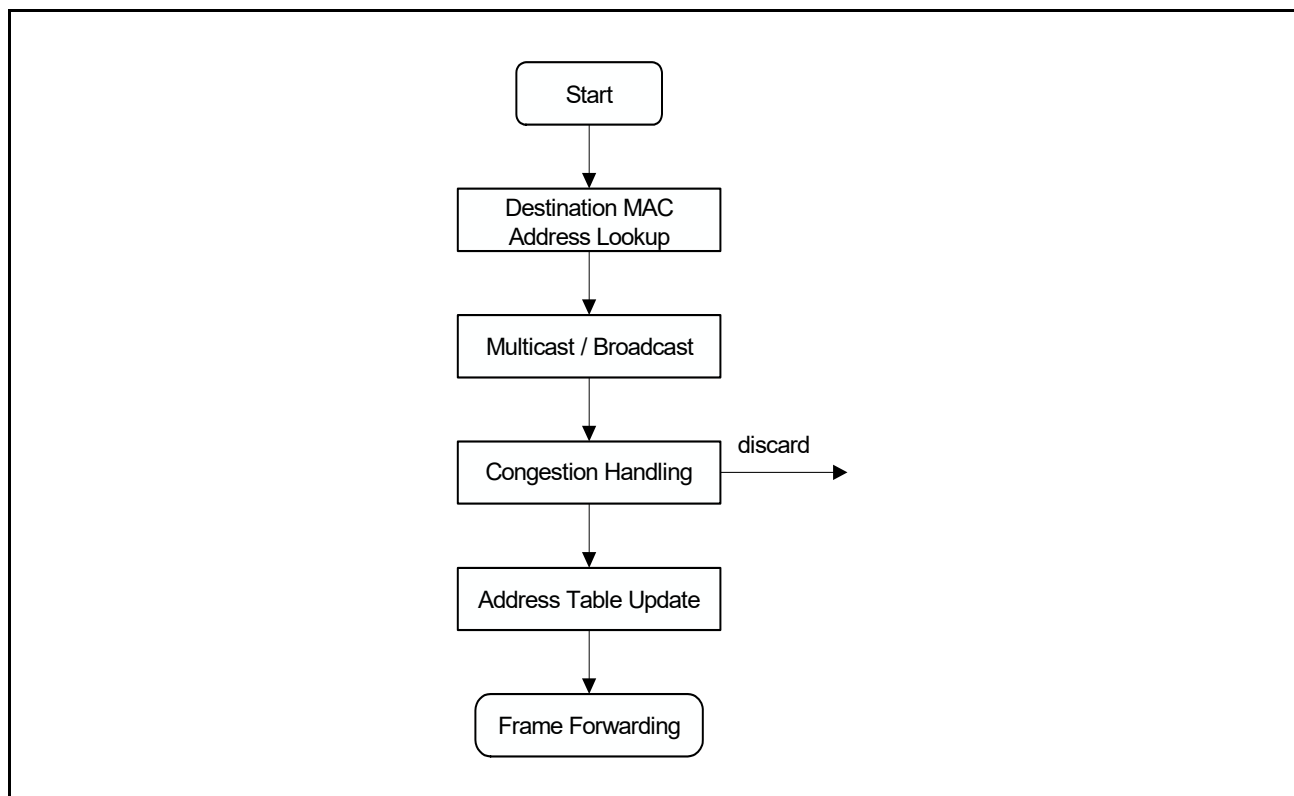 Start
Destination MAC
Address Lookup
Multicast / Broadcast
Congestion Handling
discard
Address Table Update
Frame Forwarding